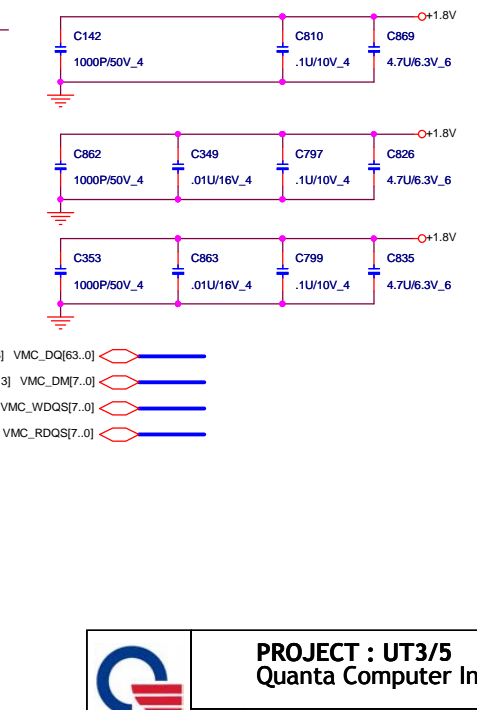 +1.8V
C142 C810 C869
1000P/50V_4 .1U/10V_4 4.7U/6.3V_6
+1.8V
C862 C349 C797 C826
1000P/50V_4 .01U/16V_4 .1U/10V_4 4.7U/6.3V_6
+1.8V
C353 C863 C799 C835
1000P/50V_4 .01U/16V_4 .1U/10V_4 4.7U/6.3V_6
] VMC_DQ[63..0]
3] VMC_DM[7..0]
VMC_WDQS[7..0]
VMC_RDQS[7..0]
PROJECT : UT3/5
Quanta Computer In